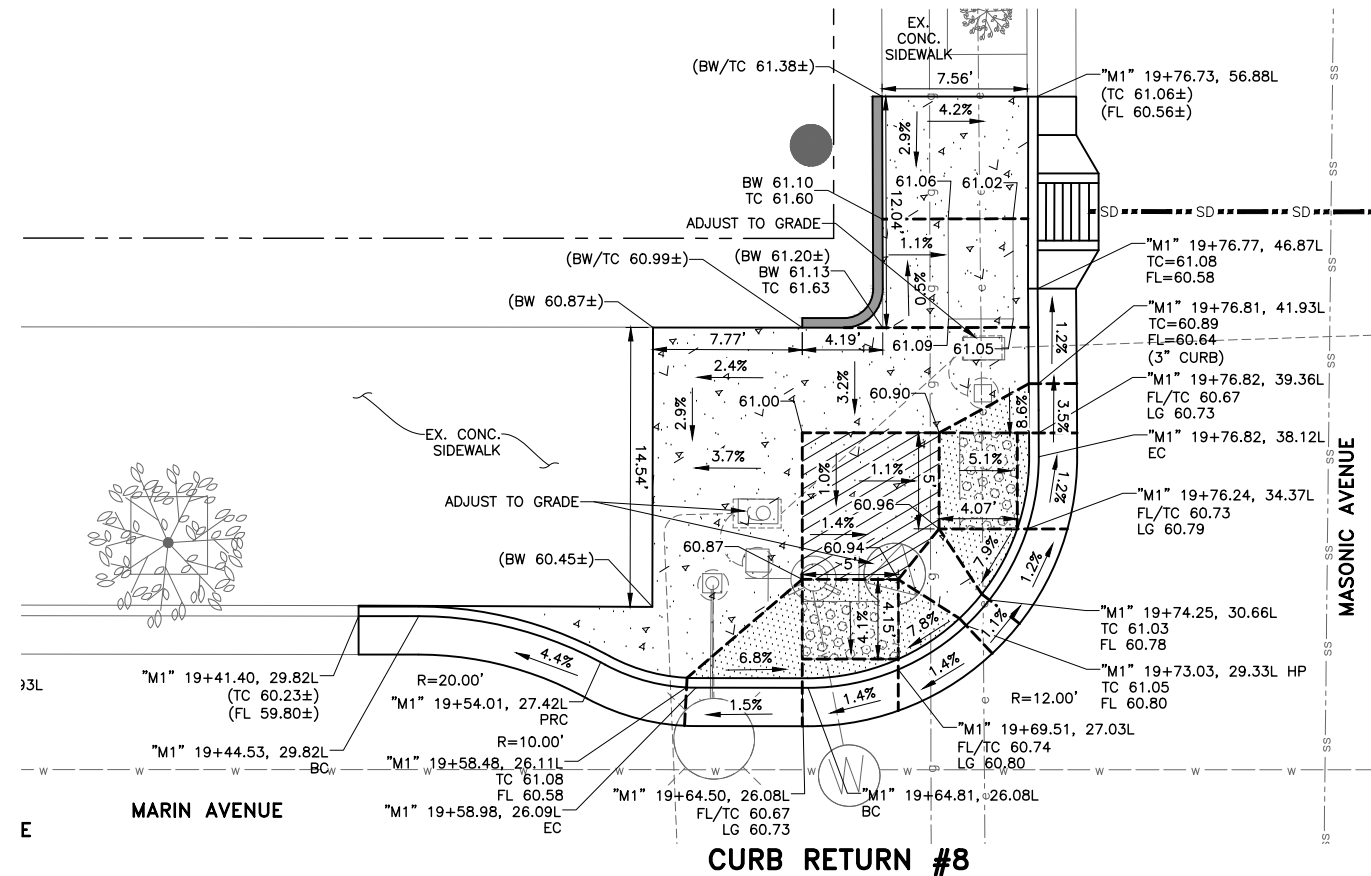 EX.
CONC.
SIDEWALK
(BW/TC 61.38±)
7.56'
"M1" 19+76.73, 56.88L
(TC 61.06±)
(FL 60.56±)
4.2%
2.9%
g
e
SS
BW 61.10
TC 61.60
61.06
61.02
12.04'
SD
SD
SD
ADJUST TO GRADE
1.1%
0.5%
(BW/TC 60.99±)
(BW 61.20±)
BW 61.13
TC 61.63
"M1" 19+76.77, 46.87L
TC=61.08
FL=60.58
(BW 60.87±)
"M1" 19+76.81, 41.93L
TC=60.89
FL=60.64
(3" CURB)
7.77'
4.19'
61.09
61.05
1.2%
2.4%
3.2%
2.9%
61.00
60.90
8.6%
3.5%
"M1" 19+76.82, 39.36L
FL/TC 60.67
LG 60.73
EX. CONC.
SIDEWALK
"M1" 19+76.82, 38.12L
EC
14.54'
3.7%
1.0%
1.1%
5'
5.1%
1.2%
MASONIC AVENUE
ADJUST TO GRADE
60.96
4.07'
"M1" 19+76.24, 34.37L
FL/TC 60.73
LG 60.79
1.4%
(BW 60.45±)
60.87
60.94
5'
7.9%
1.2%
4.15'
4.1%
7.8%
1.1%
"M1" 19+74.25, 30.66L
TC 61.03
FL 60.78
4.4%
6.8%
1.4%
"M1" 19+73.03, 29.33L HP
TC 61.05
FL 60.80
93L
"M1" 19+41.40, 29.82L
(TC 60.23±)
(FL 59.80±)
R=20.00'
"M1" 19+54.01, 27.42L
PRC
1.5%
1.4%
R=12.00'
"M1" 19+69.51, 27.03L
FL/TC 60.74
LG 60.80
"M1" 19+44.53, 29.82L
BC
R=10.00'
"M1" 19+58.48, 26.11L
TC 61.08
FL 60.58
"M1" 19+58.98, 26.09L
EC
W
"M1" 19+64.50, 26.08L
FL/TC 60.67
LG 60.73
"M1" 19+64.81, 26.08L
BC
MARIN AVENUE
E
CURB RETURN #8